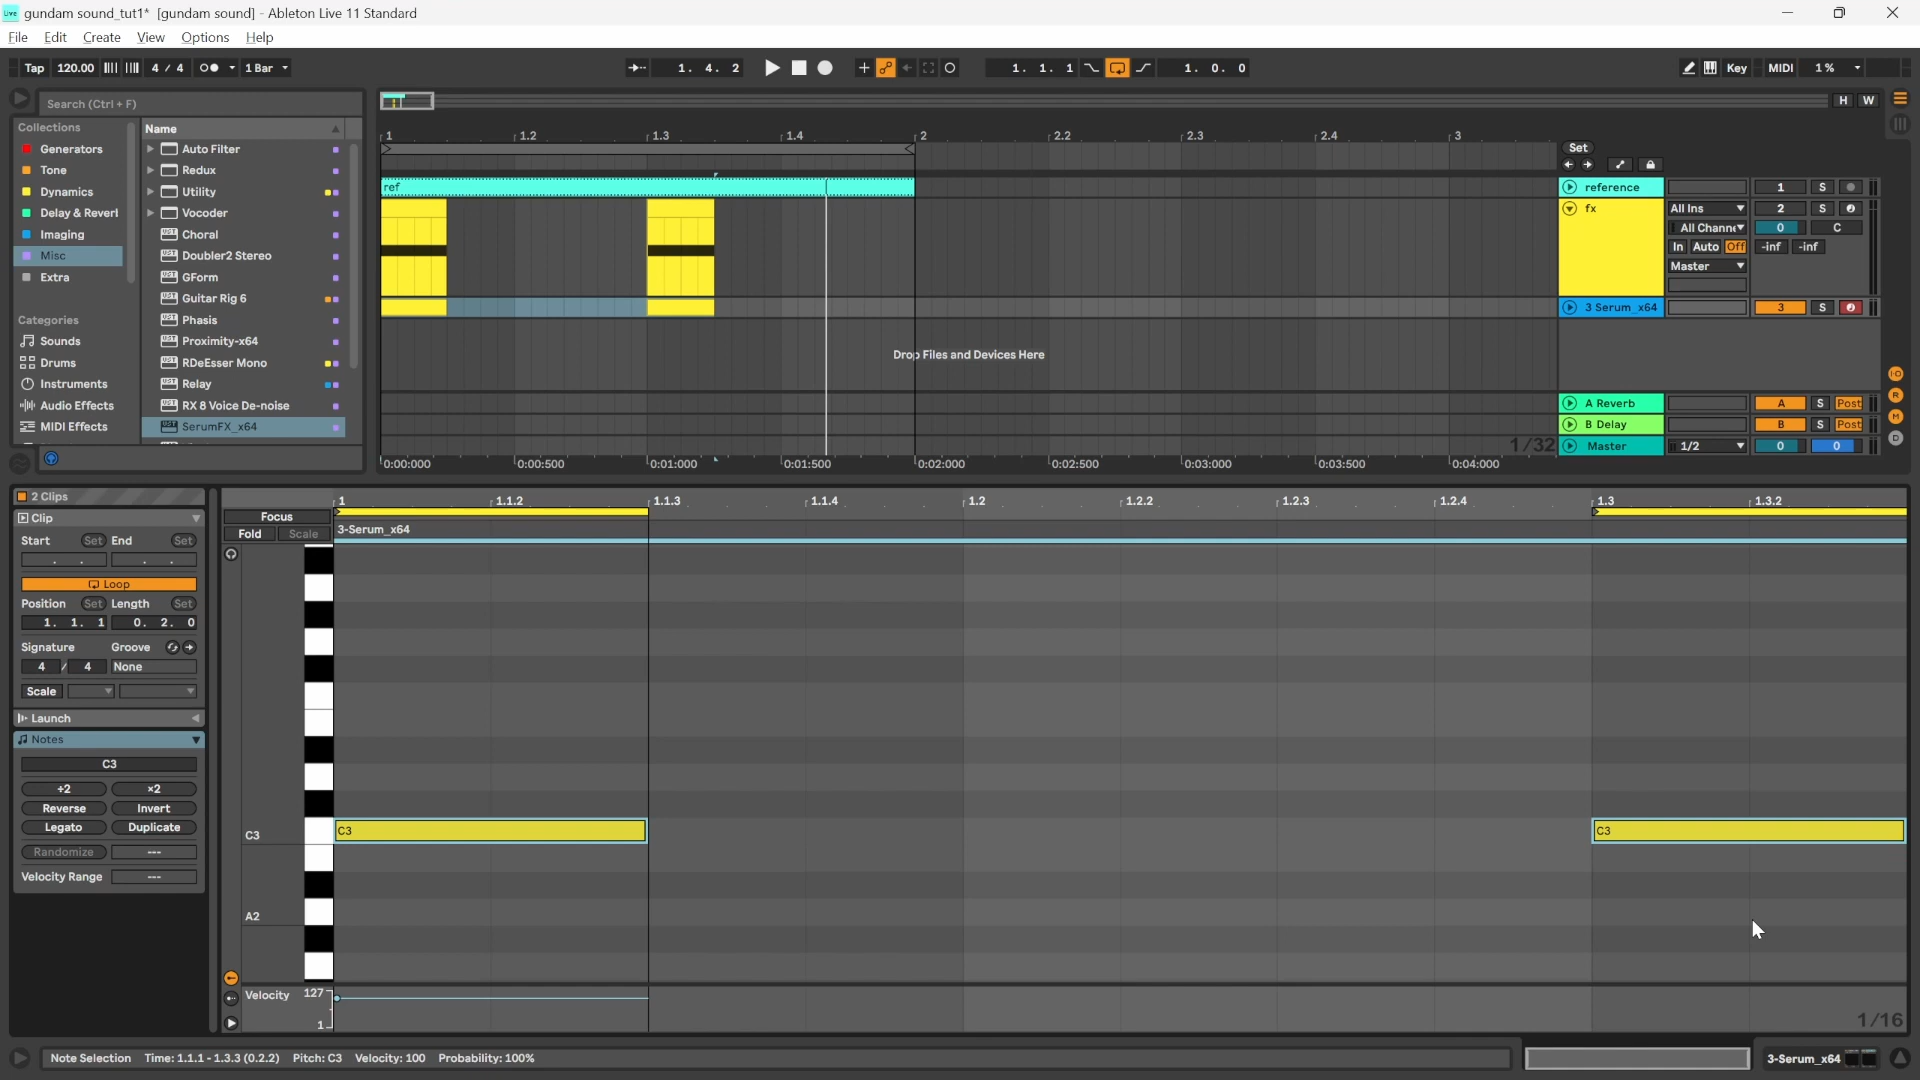 Live gundam sound_tut1* [gundam sound] - Ableton Live 11 Standard
File Edit Create View Options Help
Tap 120.00 4 / 4 1 Bar 1. 4. 2 1. 1. 1 1. 0. 0 Key MIDI 1%
Search (Ctrl + F) H W
Collections Name
Generators Auto Filter
Tone Redux
Dynamics Utility
Delay & Reverl Vocoder
Imaging Choral
Misc Doubler2 Stereo
Extra GForm
Guitar Rig 6
Categories Phasis
Sounds Proximity-x64
Drums RDeEsser Mono
Instruments Relay
Audio Effects RX 8 Voice De-noise
MIDI Effects SerumFX_x64
1 1.2 1.3 1.4 2 2.2 2.3 2.4 3
Set
ref reference 1 S
fx All Ins 2 S
All Channe 0 C
In Auto Off -inf -inf
Master
3 Serum_x64 3 S
Drop Files and Devices Here
A Reverb A S Post
B Delay B S Post
1/32 Master 1/2 0 0
0:00:000 0:00:500 0:01:000 0:01:500 0:02:000 0:02:500 0:03:000 0:03:500 0:04:000
I·O
R
M
D
2 Clips
Clip
Start Set End Set
Loop
Position Set Length Set
1. 1. 1 0. 2. 0
Signature Groove
4 / 4 None
Scale
Launch
Notes
C3
÷2 ×2
Reverse Invert
Legato Duplicate
Randomize ---
Velocity Range ---
1 1.1.2 1.1.3 1.1.4 1.2 1.2.2 1.2.3 1.2.4 1.3 1.3.2
Focus
Fold Scale 3-Serum_x64
C3 C3 C3
A2
Velocity 127
1 1/16
Note Selection Time: 1.1.1 - 1.3.3 (0.2.2) Pitch: C3 Velocity: 100 Probability: 100% 3-Serum_x64